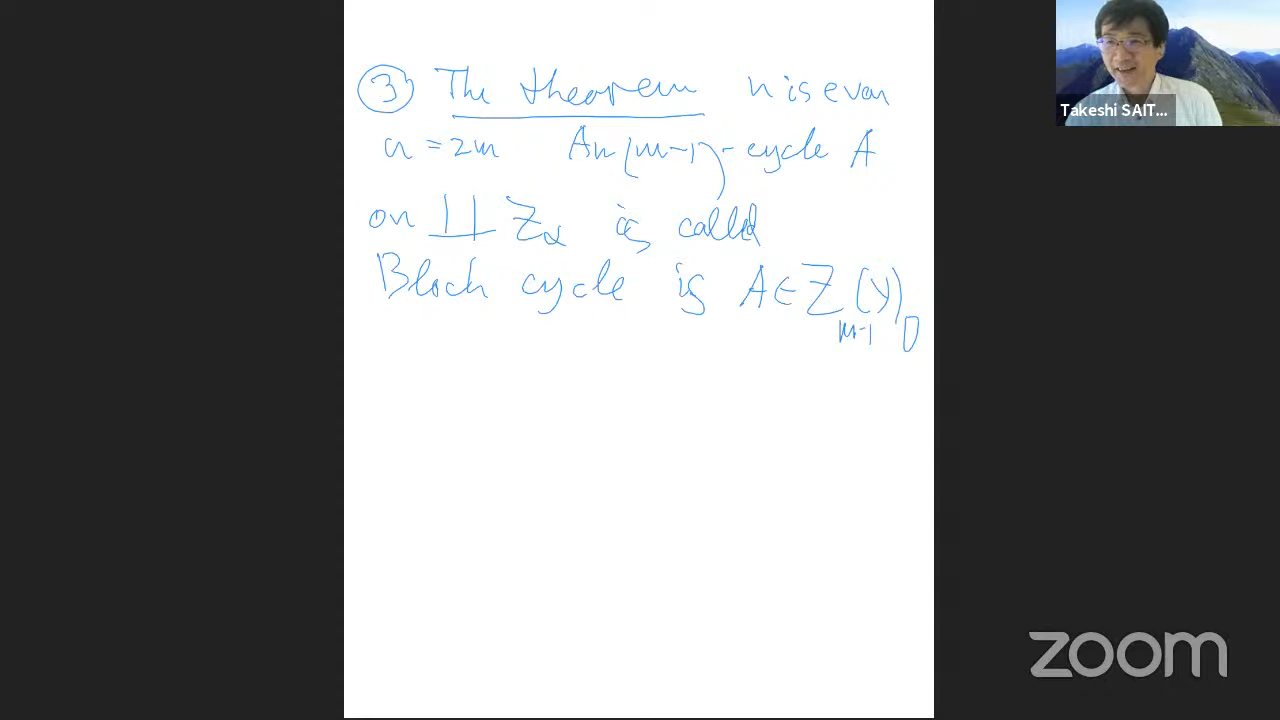 ③ The theorem n is even
n = 2m An (m-1)-cycle A
on ∐ Z_α is called
Bloch cycle is A ∈ Z_{m-1}(Y)_0
Takeshi SAIT...
zoom